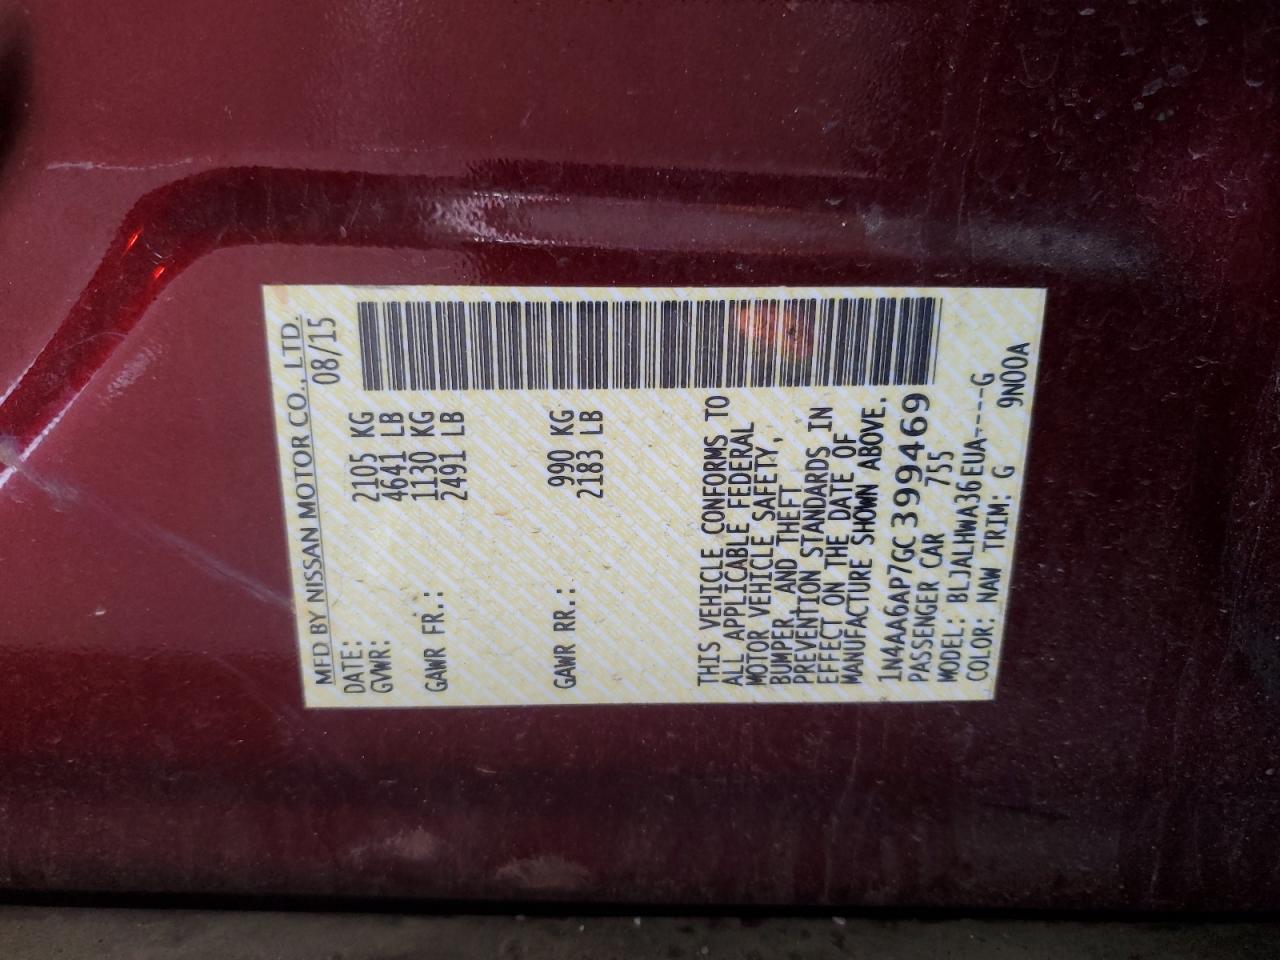 MFD BY NISSAN MOTOR CO., LTD.
DATE: 08/15
GVWR: 2105 KG
4641 LB
GAWR FR.: 1130 KG
2491 LB
GAWR RR.: 990 KG
2183 LB
THIS VEHICLE CONFORMS TO
ALL APPLICABLE FEDERAL
MOTOR VEHICLE SAFETY,
BUMPER, AND THEFT
PREVENTION STANDARDS IN
EFFECT ON THE DATE OF
MANUFACTURE SHOWN ABOVE.
1N4AA6AP7GC399469
PASSENGER CAR 755
MODEL: BLJALHWA36EUA----G
COLOR: NAW TRIM: G 9N00A